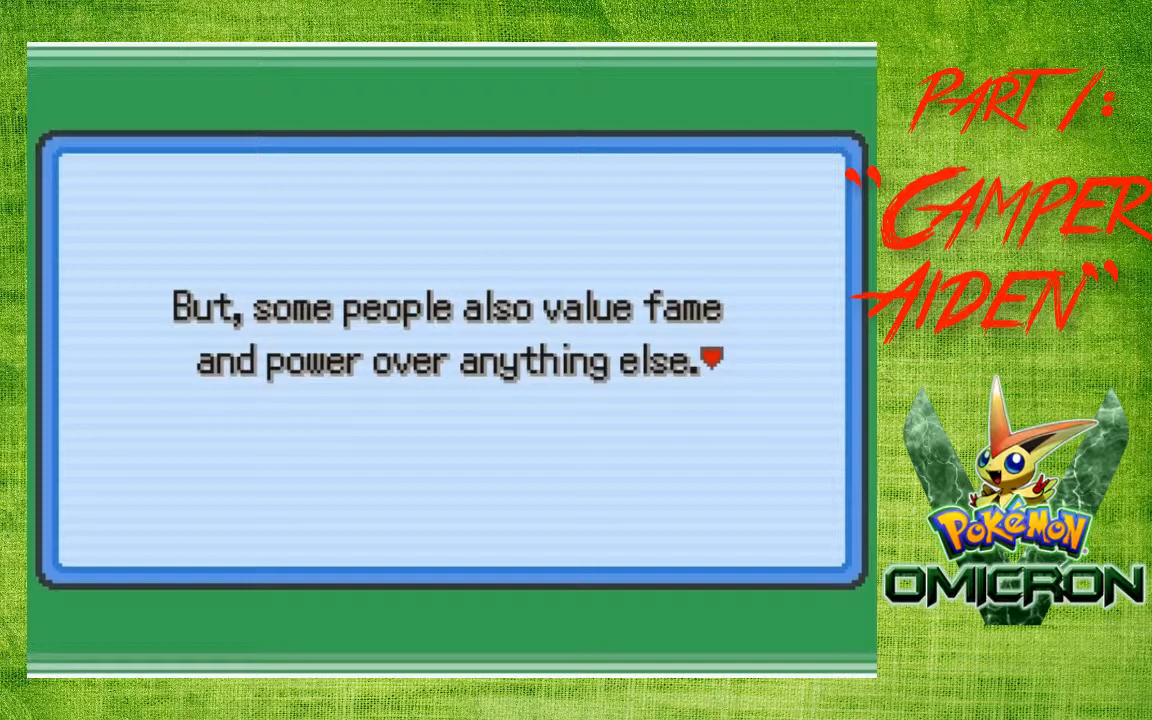 But, some people also value fame
and power over anything else.
PART 1:
"CAMPER
AIDEN"
POKéMON
OMICRON